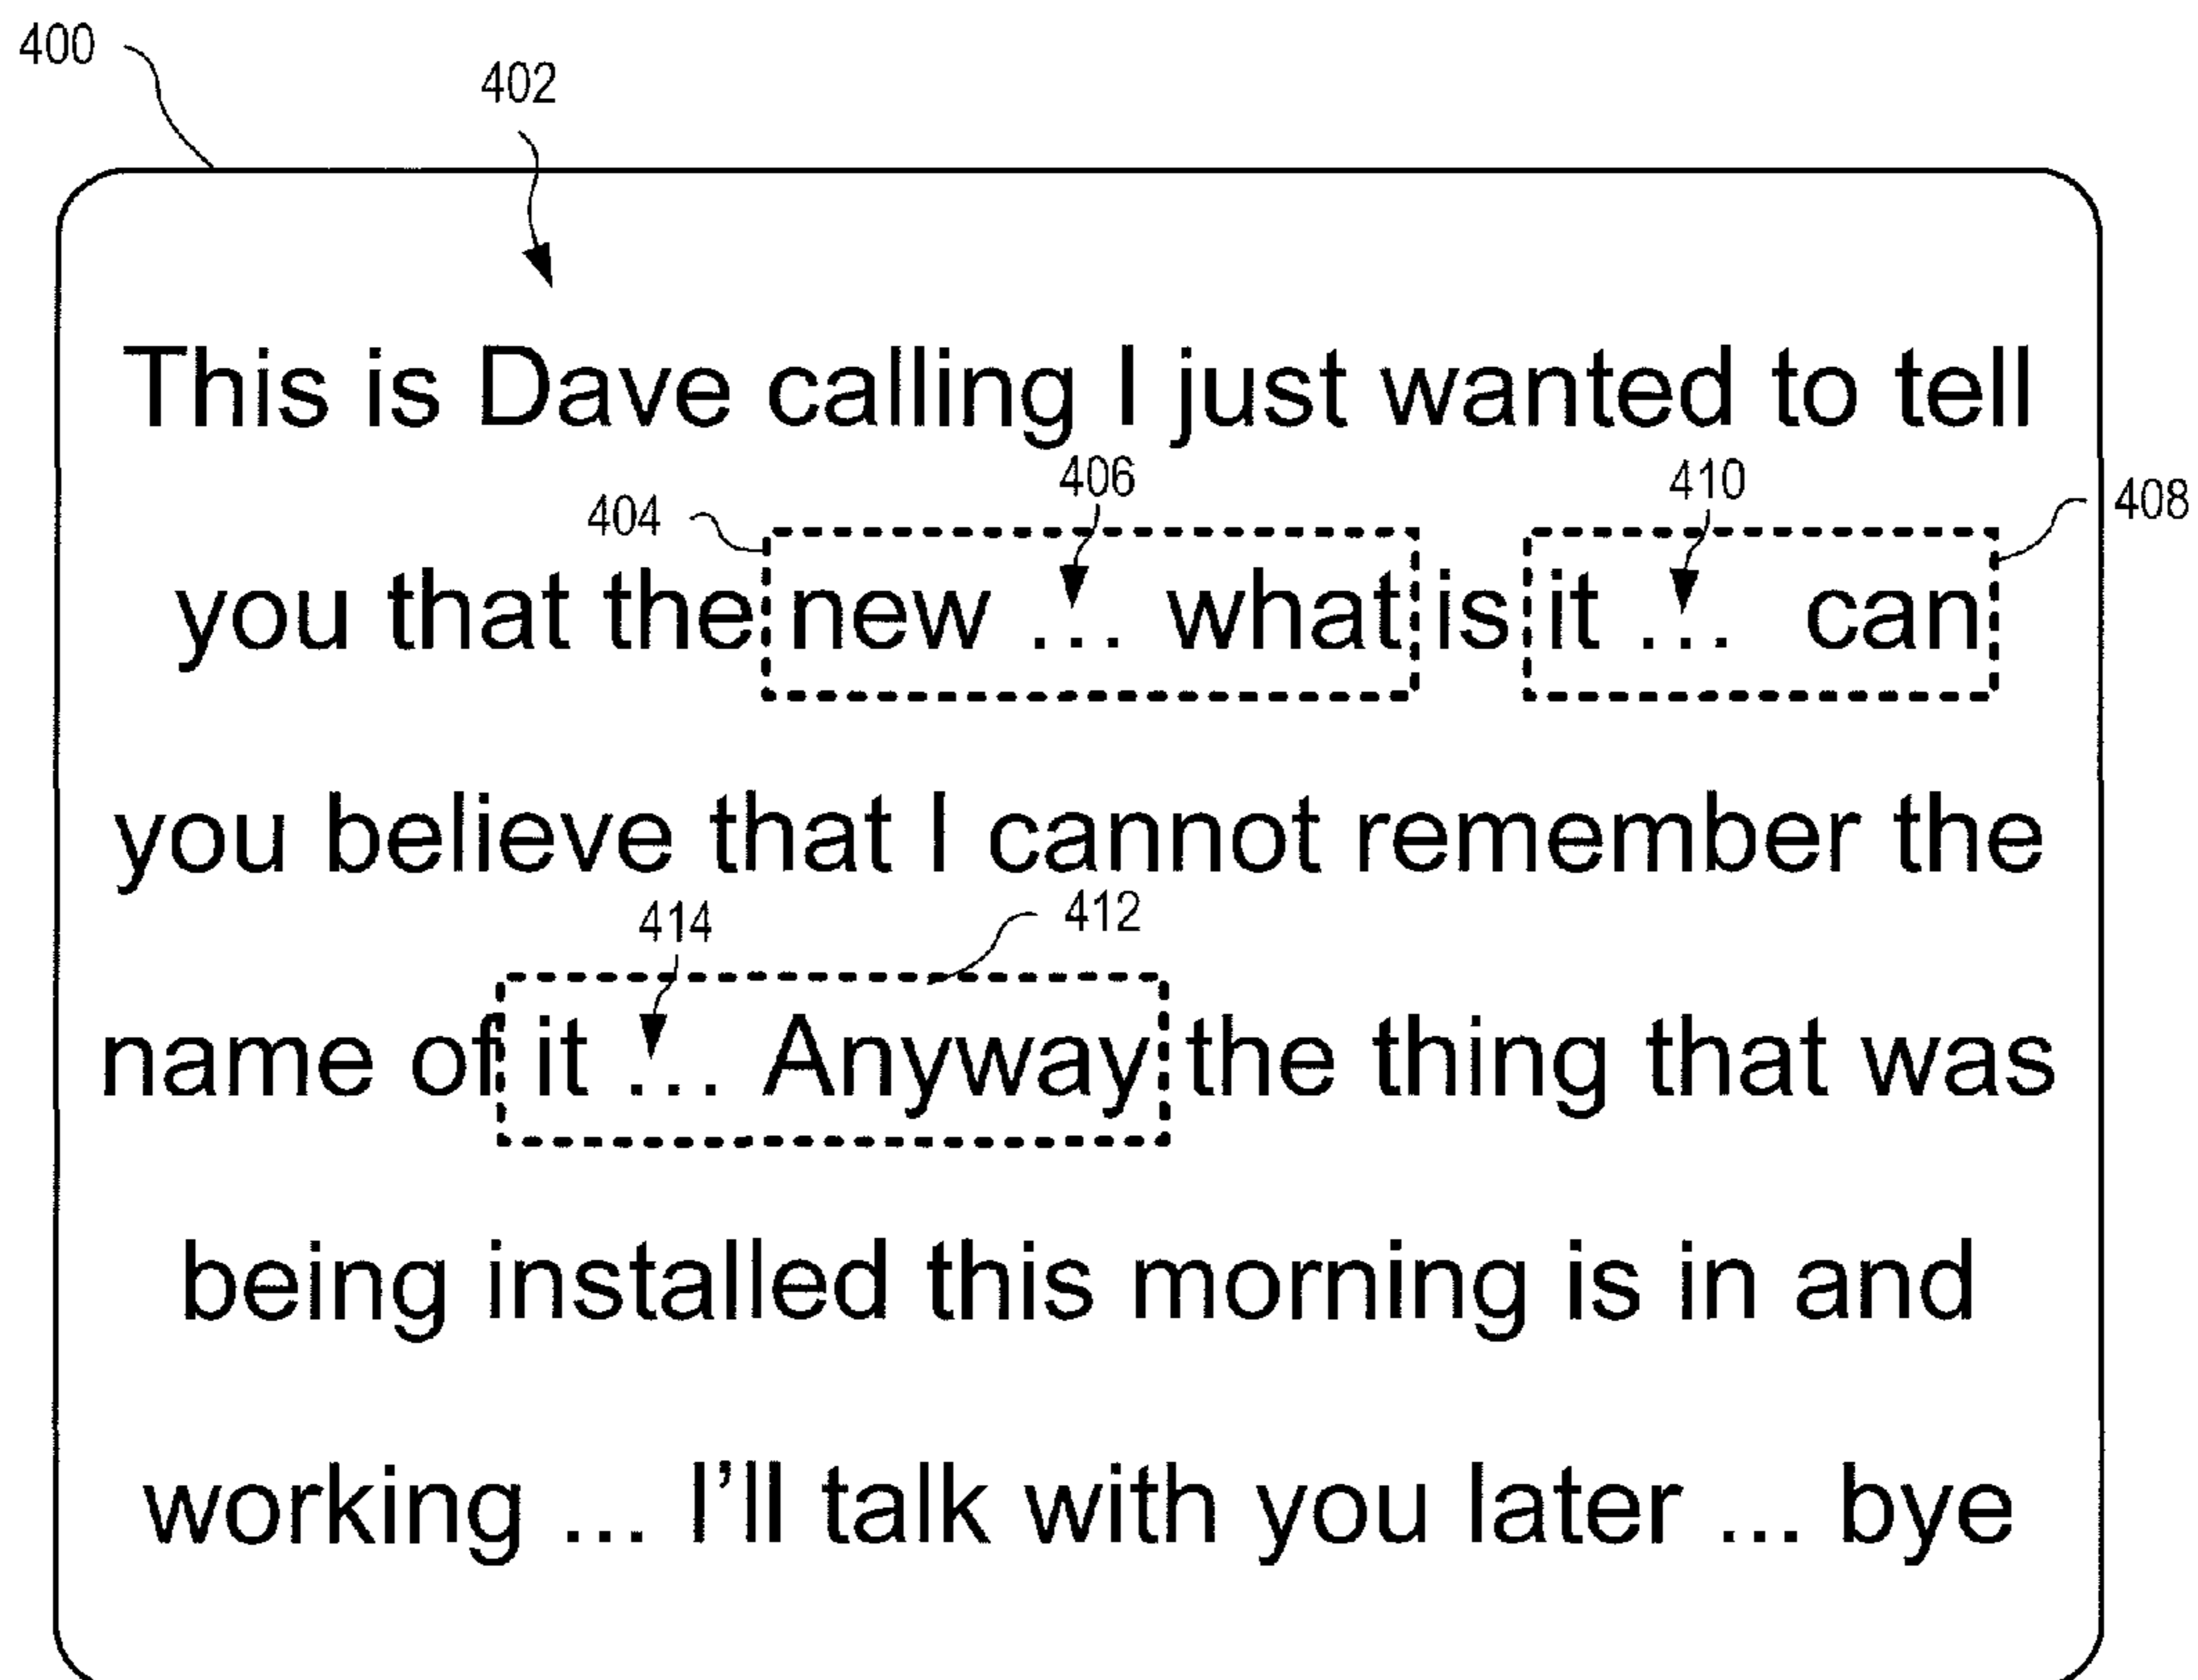 400
402
This is Dave calling I just wanted to tell
404 406 410 408
you that the new ... what is it ... can
you believe that I cannot remember the
414 412
name of it ... Anyway the thing that was
being installed this morning is in and
working ... I'll talk with you later ... bye